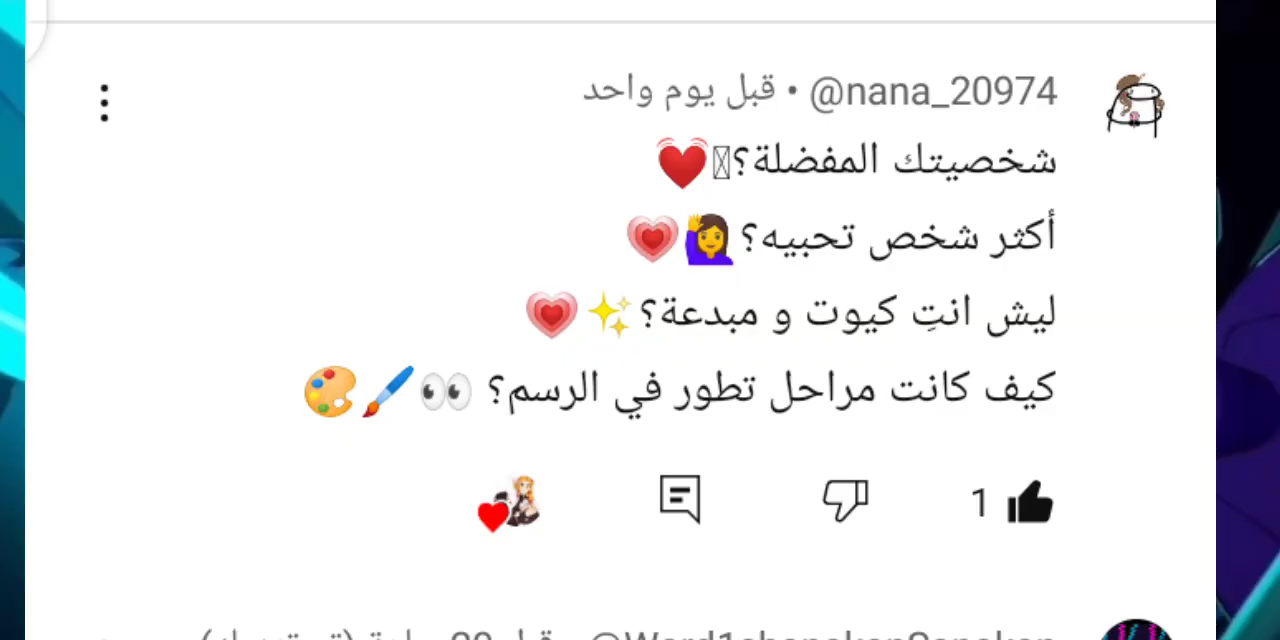 @nana_20974 • قبل يوم واحد
شخصيتك المفضلة؟💓
أكثر شخص تحبيه؟🙋‍♀️💗
ليش انتِ كيوت و مبدعة؟✨💗
كيف كانت مراحل تطور في الرسم؟ 👀🖌️🎨
1